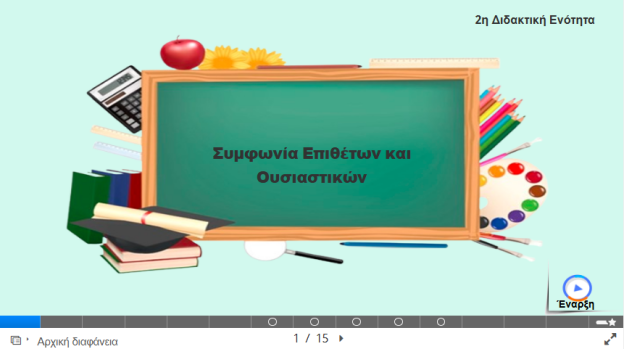 2η Διδακτική Ενότητα
Συμφωνία Επιθέτων και
Ουσιαστικών
Έναρξη
Αρχική διαφάνεια
1 / 15